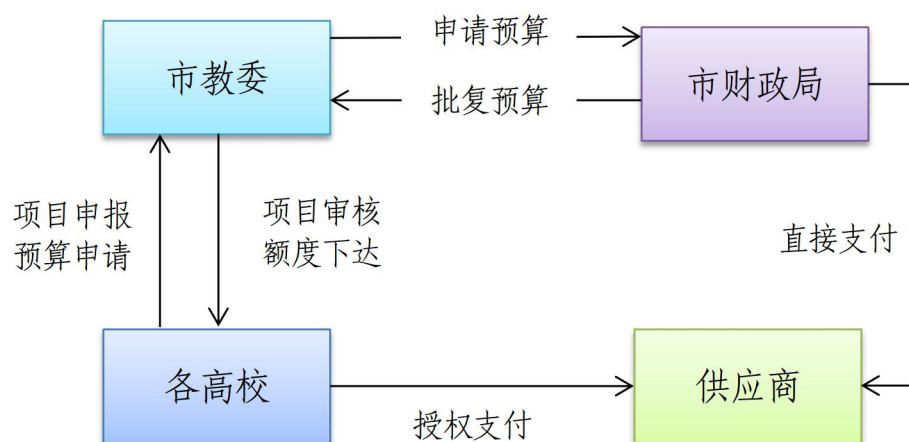 申请预算
市教委
市财政局
批复预算
项目申报
预算申请
项目审核
额度下达
直接支付
各高校
供应商
授权支付